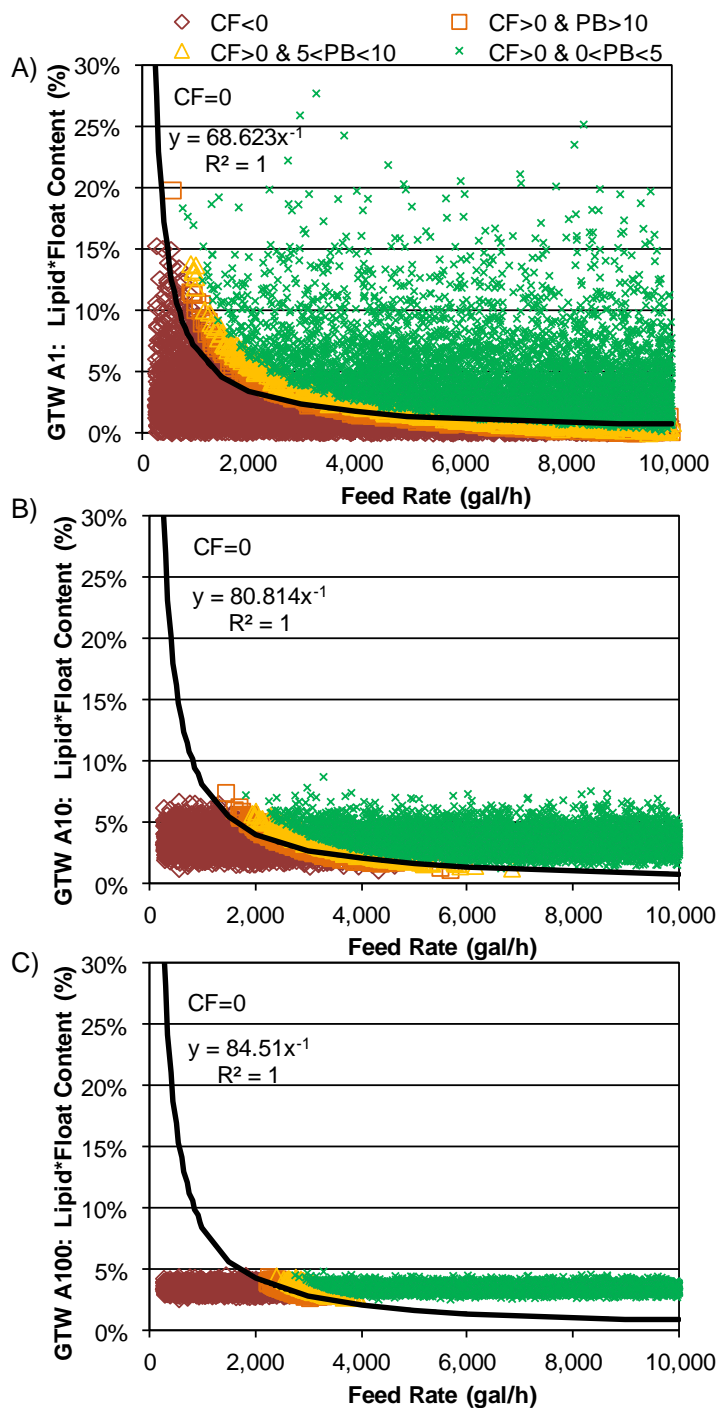 CF<0
CF>0 & PB>10
CF>0 & 5<PB<10
CF>0 & 0<PB<5
A)
30%
25%
20%
15%
10%
5%
0%
GTW A1: Lipid*Float Content (%)
CF=0
y = 68.623x⁻¹
R² = 1
0
2,000
4,000
6,000
8,000
10,000
Feed Rate (gal/h)
B)
30%
25%
20%
15%
10%
5%
0%
GTW A10: Lipid*Float Content (%)
CF=0
y = 80.814x⁻¹
R² = 1
0
2,000
4,000
6,000
8,000
10,000
Feed Rate (gal/h)
C)
30%
25%
20%
15%
10%
5%
0%
GTW A100: Lipid*Float Content (%)
CF=0
y = 84.51x⁻¹
R² = 1
0
2,000
4,000
6,000
8,000
10,000
Feed Rate (gal/h)